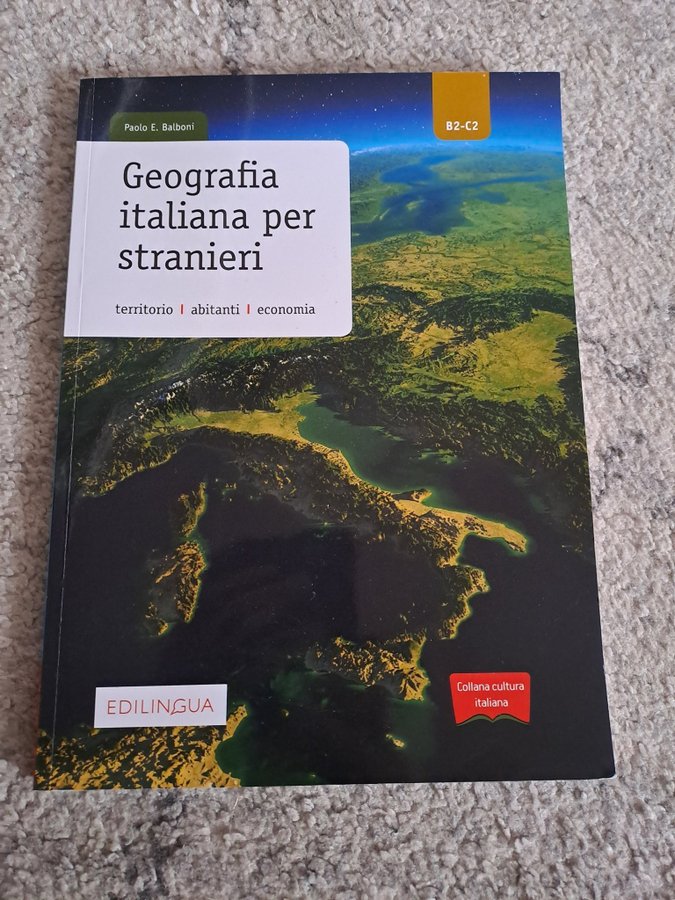 Paolo E. Balboni
B2-C2
Geografia
italiana per
stranieri
territorio | abitanti | economia
EDILINGUA
Collana cultura
italiana